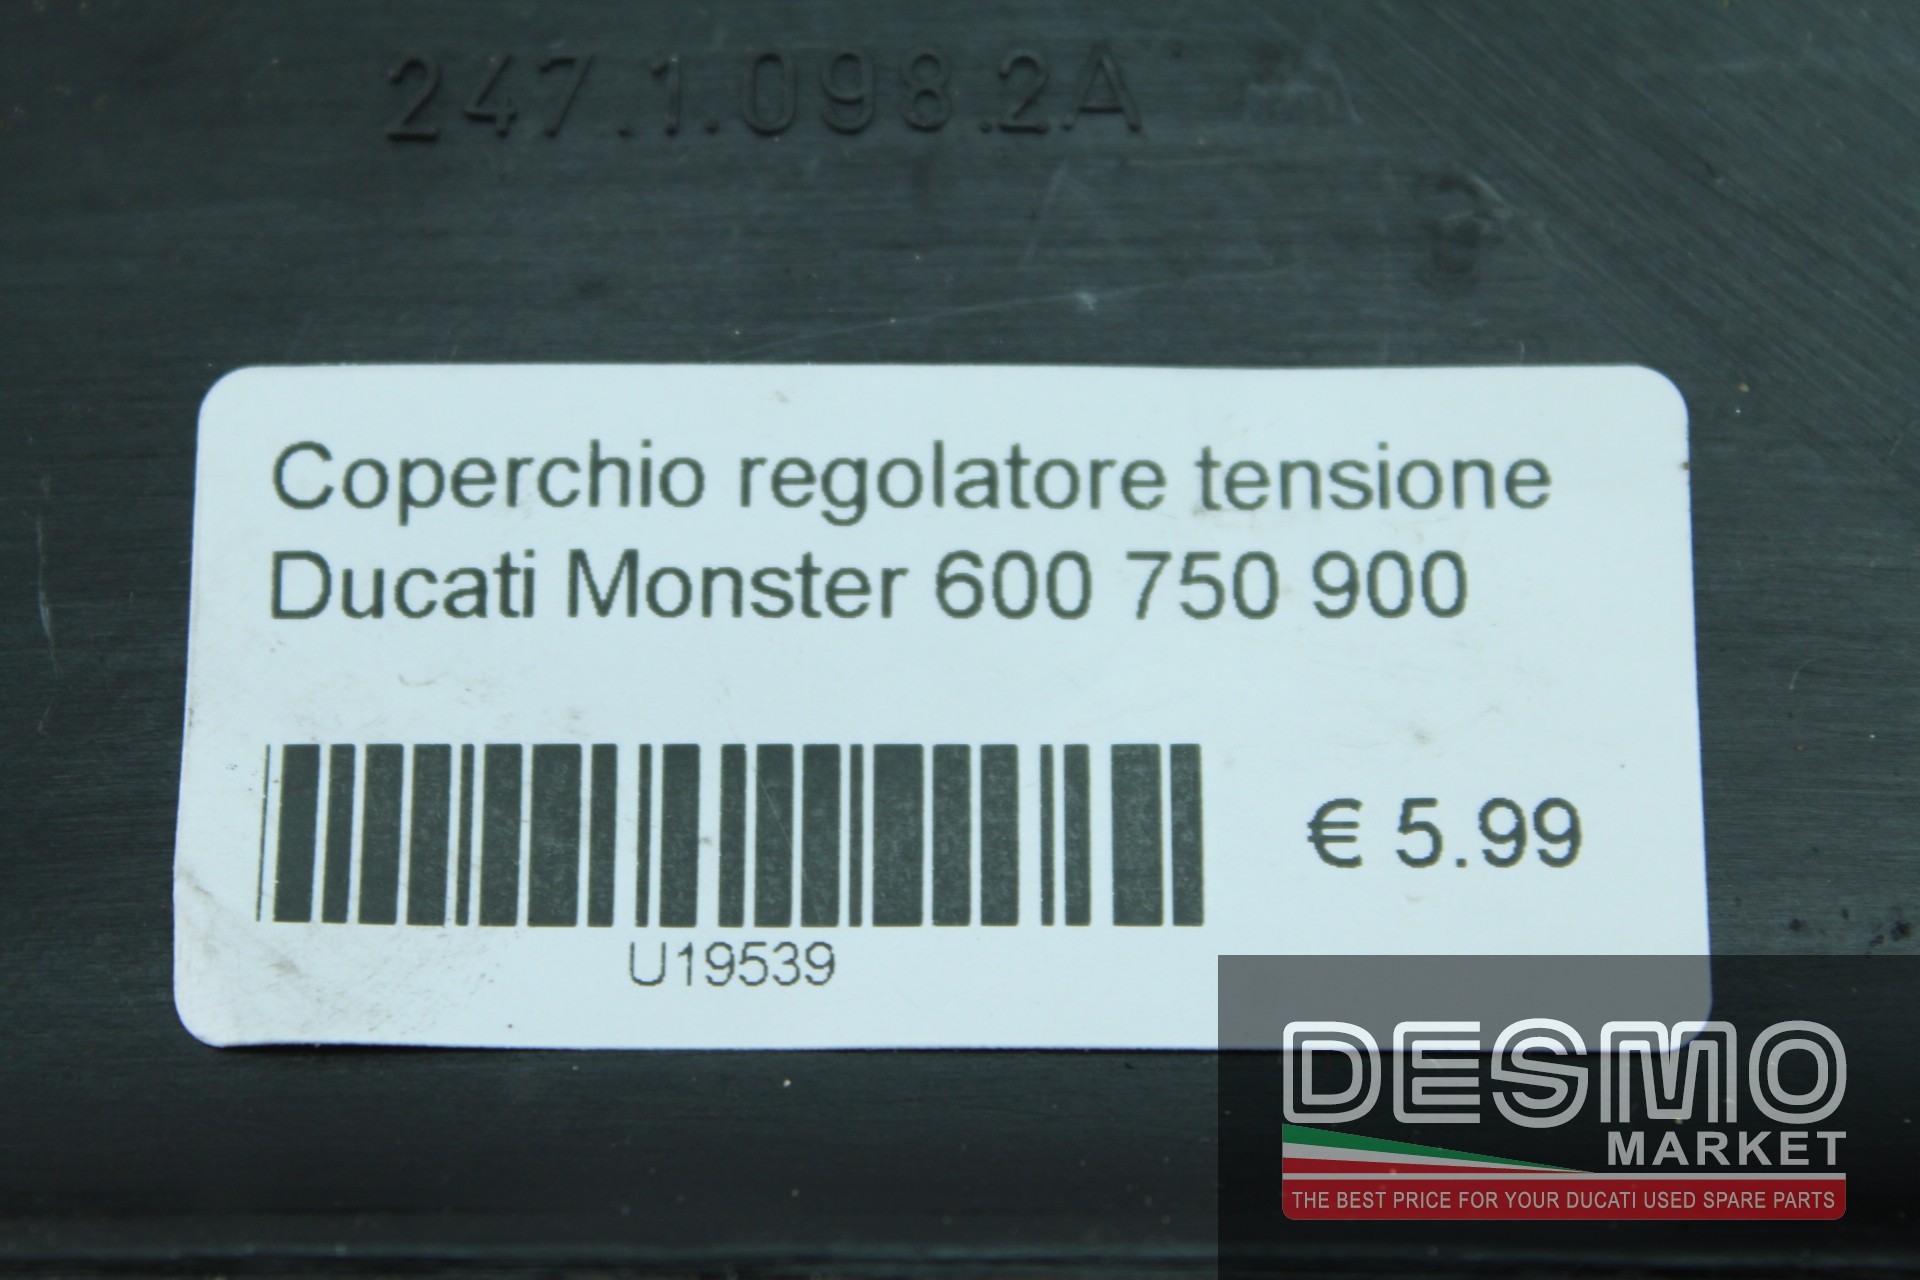 247.1.098.2A
Coperchio regolatore tensione
Ducati Monster 600 750 900
€ 5.99
U19539
DESMO
MARKET
THE BEST PRICE FOR YOUR DUCATI USED SPARE PARTS